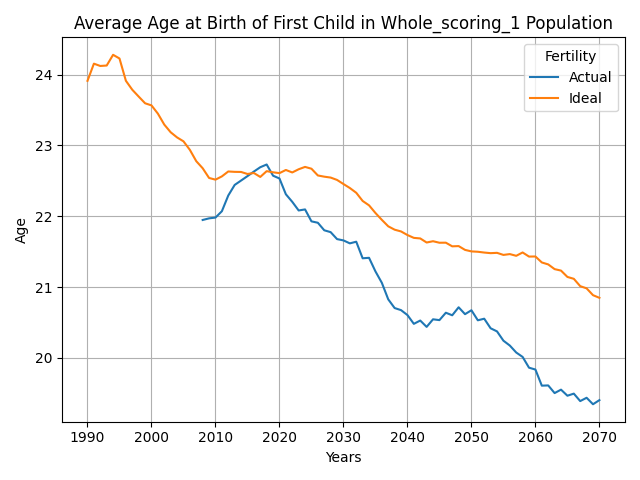 Average Age at Birth of First Child in Whole_scoring_1 Population
Fertility
Actual
Ideal
Age
24
23
22
21
20
1990 2000 2010 2020 2030 2040 2050 2060 2070
Years